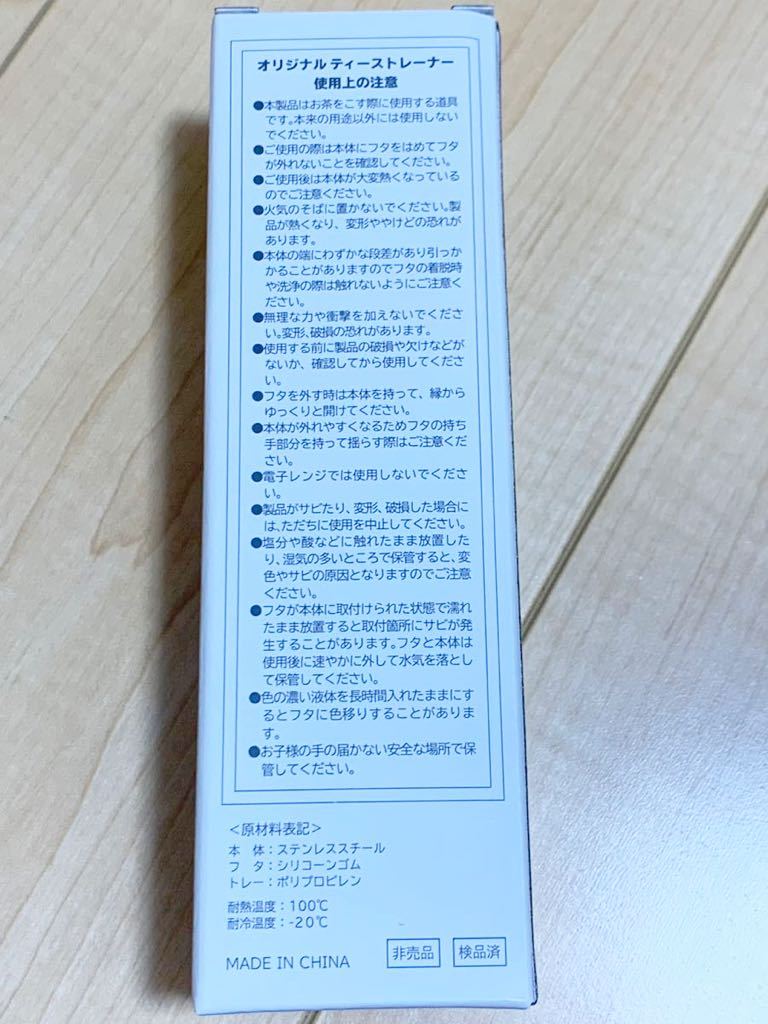 オリジナル ティーストレーナー
使用上の注意
●本製品はお茶をこす際に使用する道具
です。本来の用途以外には使用しない
でください。
●ご使用の際は本体にフタをはめてフタ
が外れないことを確認してください。
●ご使用後は本体が大変熱くなっている
のでご注意ください。
●火気のそばに置かないでください。製
品が熱くなり、変形ややけどの恐れが
あります。
●本体の端にわずかな段差があり引っか
かることがありますのでフタの着脱時
や洗浄の際は触れないようにご注意く
ださい。
●無理な力や衝撃を加えないでくださ
い。変形、破損の恐れがあります。
●使用する前に製品の破損や欠けなどが
ないか、確認してから使用してくださ
い。
●フタを外す時は本体を持って、縁から
ゆっくりと開けてください。
●本体が外れやすくなるためフタの持ち
手部分を持って揺らす際はご注意くだ
さい。
●電子レンジでは使用しないでくださ
い。
●製品がサビたり、変形、破損した場合に
は、ただちに使用を中止してください。
●塩分や酸などに触れたまま放置した
り、湿気の多いところで保管すると、変
色やサビの原因となりますのでご注意
ください。
●フタが本体に取付けられた状態で濡れ
たまま放置すると取付箇所にサビが発
生することがあります。フタと本体は
使用後に速やかに外して水気を落とし
て保管してください。
●色の濃い液体を長時間入れたままにす
るとフタに色移りすることがありま
す。
●お子様の手の届かない安全な場所で保
管してください。
＜原材料表記＞
本 体：ステンレススチール
フ タ：シリコーンゴム
トレー：ポリプロピレン
耐熱温度：100℃
耐冷温度：-20℃
MADE IN CHINA
非売品
検品済